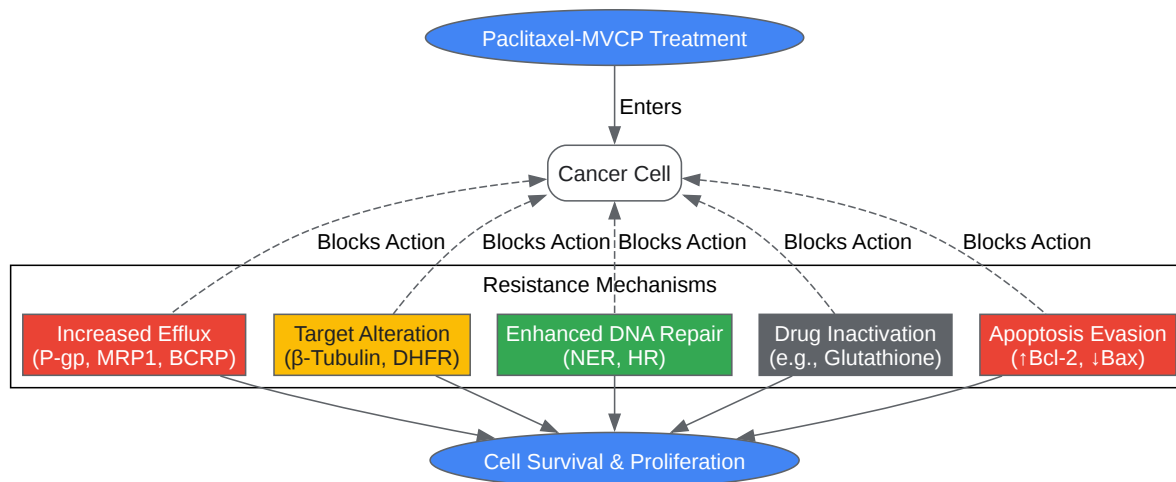 Paclitaxel-MVCP Treatment
Enters
Cancer Cell
Blocks Action
Blocks Action
Blocks Action
Blocks Action
Blocks Action
Resistance Mechanisms
Increased Efflux
(P-gp, MRP1, BCRP)
Target Alteration
(β-Tubulin, DHFR)
Enhanced DNA Repair
(NER, HR)
Drug Inactivation
(e.g., Glutathione)
Apoptosis Evasion
(↑Bcl-2, ↓Bax)
Cell Survival & Proliferation